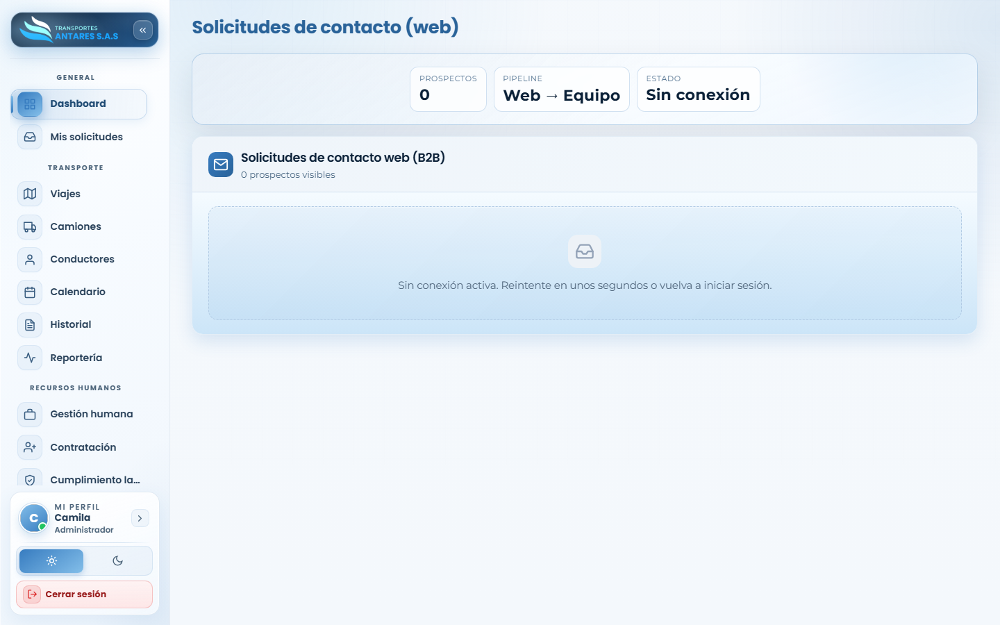 TRANSPORTES
ANTARES S.A.S
GENERAL
Dashboard
Mis solicitudes
TRANSPORTE
Viajes
Camiones
Conductores
Calendario
Historial
Reportería
RECURSOS HUMANOS
Gestión humana
Contratación
Cumplimiento la...
C
MI PERFIL
Camila
Administrador
Cerrar sesión
Solicitudes de contacto (web)
PROSPECTOS
0
PIPELINE
Web → Equipo
ESTADO
Sin conexión
Solicitudes de contacto web (B2B)
0 prospectos visibles
Sin conexión activa. Reintente en unos segundos o vuelva a iniciar sesión.